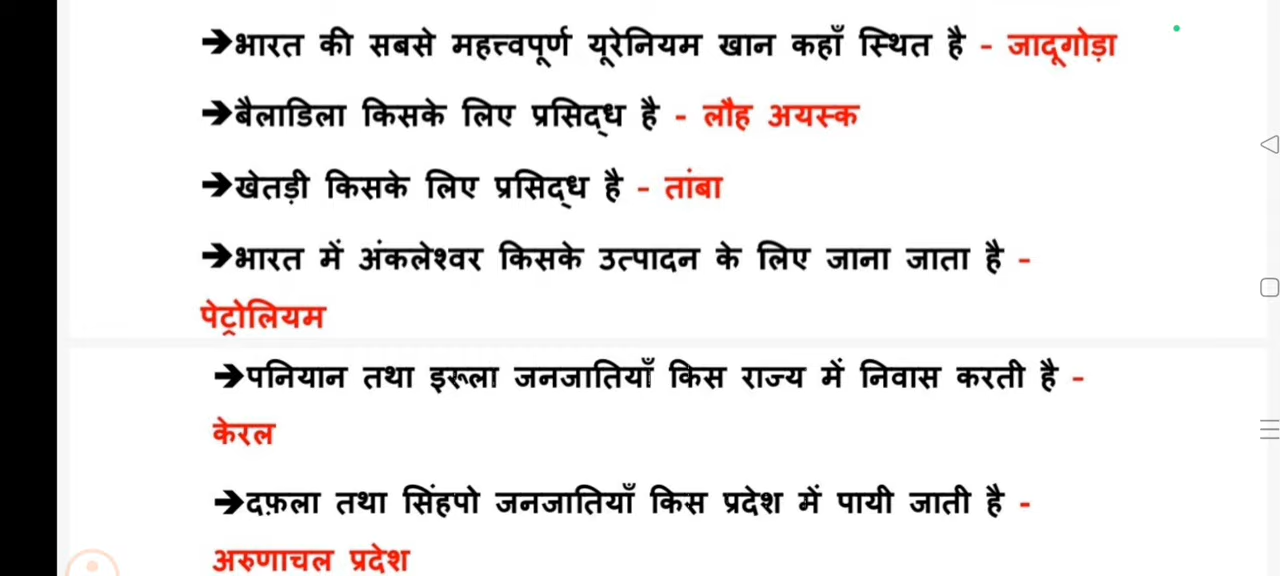 ➔भारत की सबसे महत्त्वपूर्ण यूरेनियम खान कहाँ स्थित है - जादूगोड़ा
➔बैलाडिला किसके लिए प्रसिद्ध है - लौह अयस्क
➔खेतड़ी किसके लिए प्रसिद्ध है - तांबा
➔भारत में अंकलेश्वर किसके उत्पादन के लिए जाना जाता है -
पेट्रोलियम
➔पनियान तथा इरूला जनजातियाँ किस राज्य में निवास करती है -
केरल
➔दफ़ला तथा सिंहपो जनजातियाँ किस प्रदेश में पायी जाती है -
अरुणाचल प्रदेश